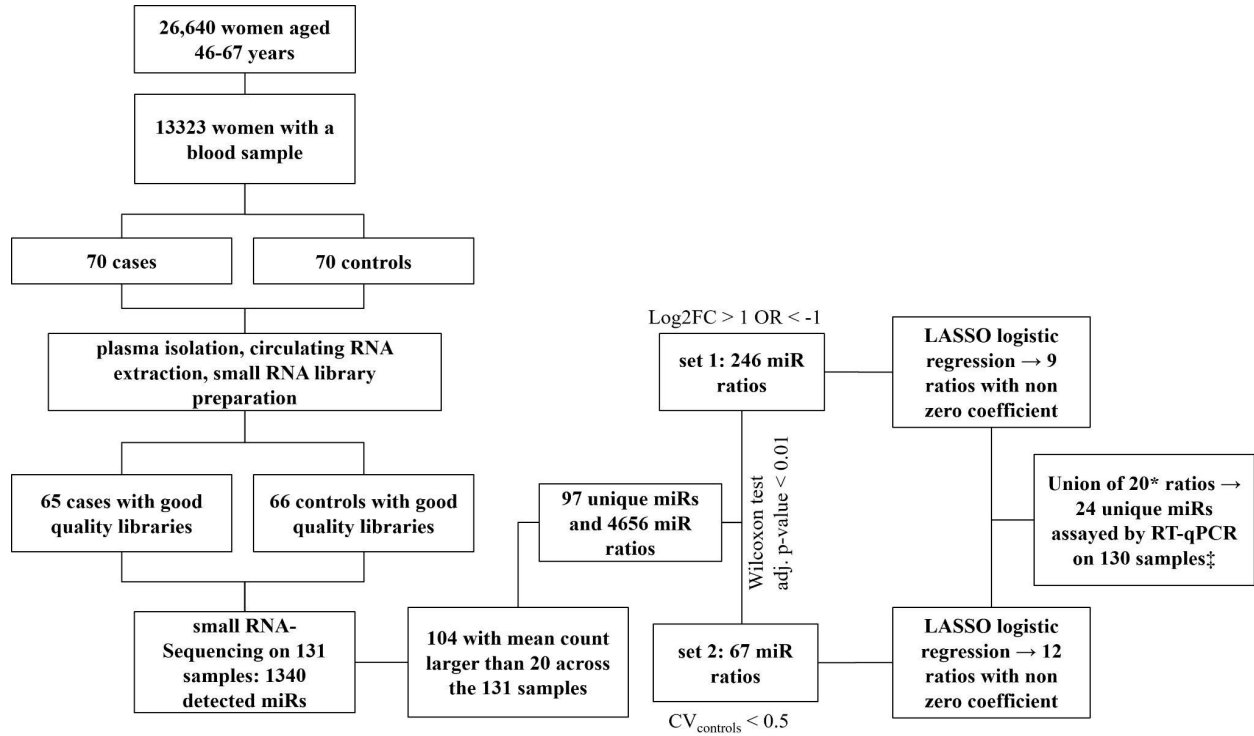 26,640 women aged
46-67 years
13323 women with a
blood sample
70 cases
70 controls
plasma isolation, circulating RNA
extraction, small RNA library
preparation
65 cases with good
quality libraries
66 controls with good
quality libraries
small RNA-
Sequencing on 131
samples: 1340
detected miRs
104 with mean count
larger than 20 across
the 131 samples
97 unique miRs
and 4656 miR
ratios
Wilcoxon test
adj. p-value < 0.01
Log2FC > 1 OR < -1
set 1: 246 miR
ratios
LASSO logistic
regression → 9
ratios with non
zero coefficient
set 2: 67 miR
ratios
CVcontrols < 0.5
LASSO logistic
regression → 12
ratios with non
zero coefficient
Union of 20* ratios →
24 unique miRs
assayed by RT-qPCR
on 130 samples‡